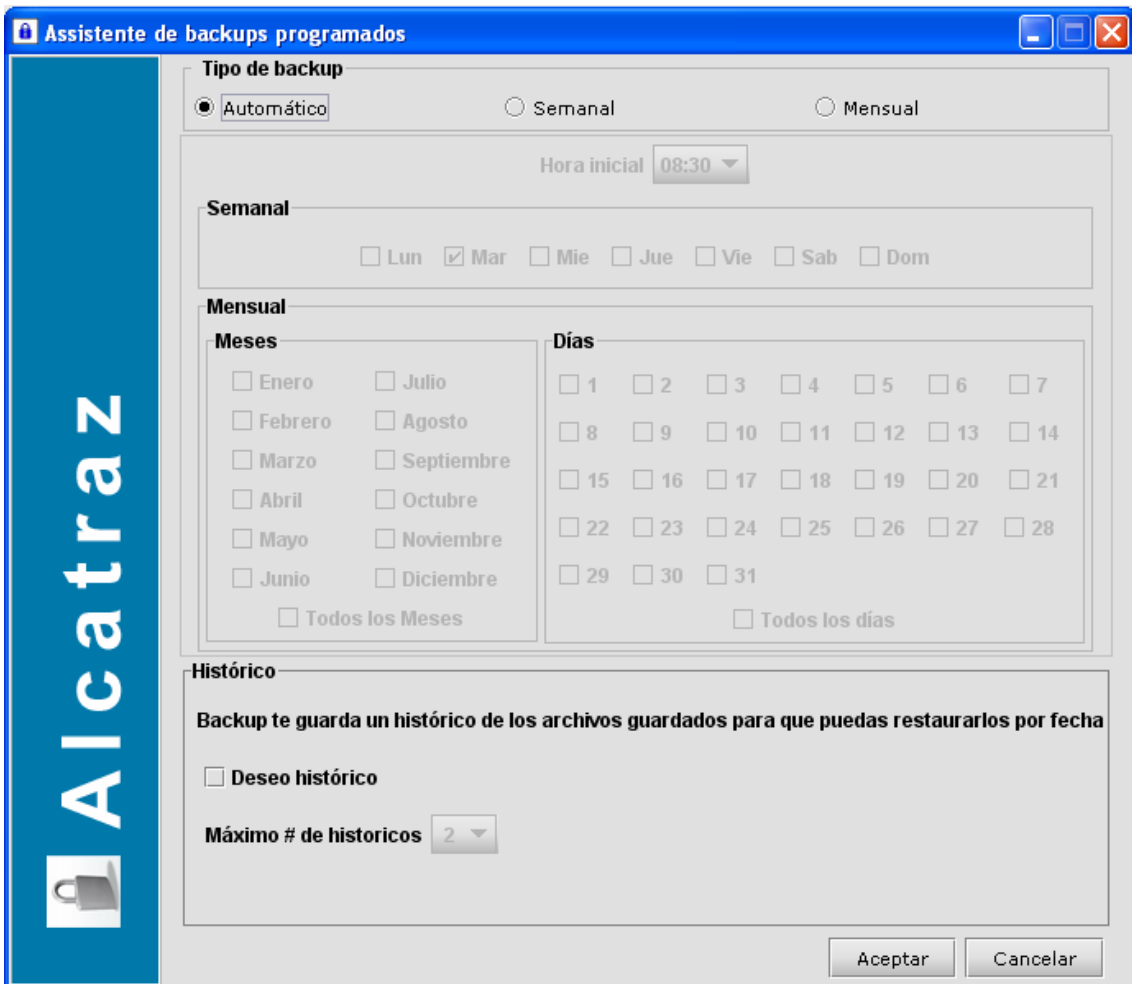 Assistente de backups programados
Tipo de backup
Automático Semanal Mensual
Hora inicial 08:30
Semanal
Lun Mar Mie Jue Vie Sab Dom
Mensual
Meses
Enero Julio
Febrero Agosto
Marzo Septiembre
Abril Octubre
Mayo Noviembre
Junio Diciembre
Todos los Meses
Días
1 2 3 4 5 6 7
8 9 10 11 12 13 14
15 16 17 18 19 20 21
22 23 24 25 26 27 28
29 30 31
Todos los días
Histórico
Backup te guarda un histórico de los archivos guardados para que puedas restaurarlos por fecha
Deseo histórico
Máximo # de historicos 2
Aceptar Cancelar
Alcatraz